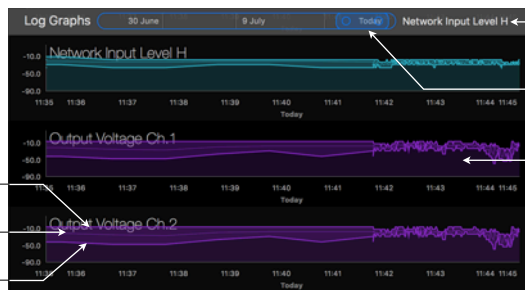 Log Graphs 30 June 9 July Today Network Input Level H
Network Input Level H
-10.0
-50.0
-90.0
11:35 11:36 11:37 11:38 11:39 11:40 11:41 11:42 11:43 11:44 11:45
Today
Output Voltage Ch.1
-10.0
-50.0
-90.0
11:35 11:36 11:37 11:38 11:39 11:40 11:41 11:42 11:43 11:44 11:45
Today
Output Voltage Ch.2
-10.0
-50.0
-90.0
11:35 11:36 11:37 11:38 11:39 11:40 11:41 11:42 11:43 11:44 11:45
Today